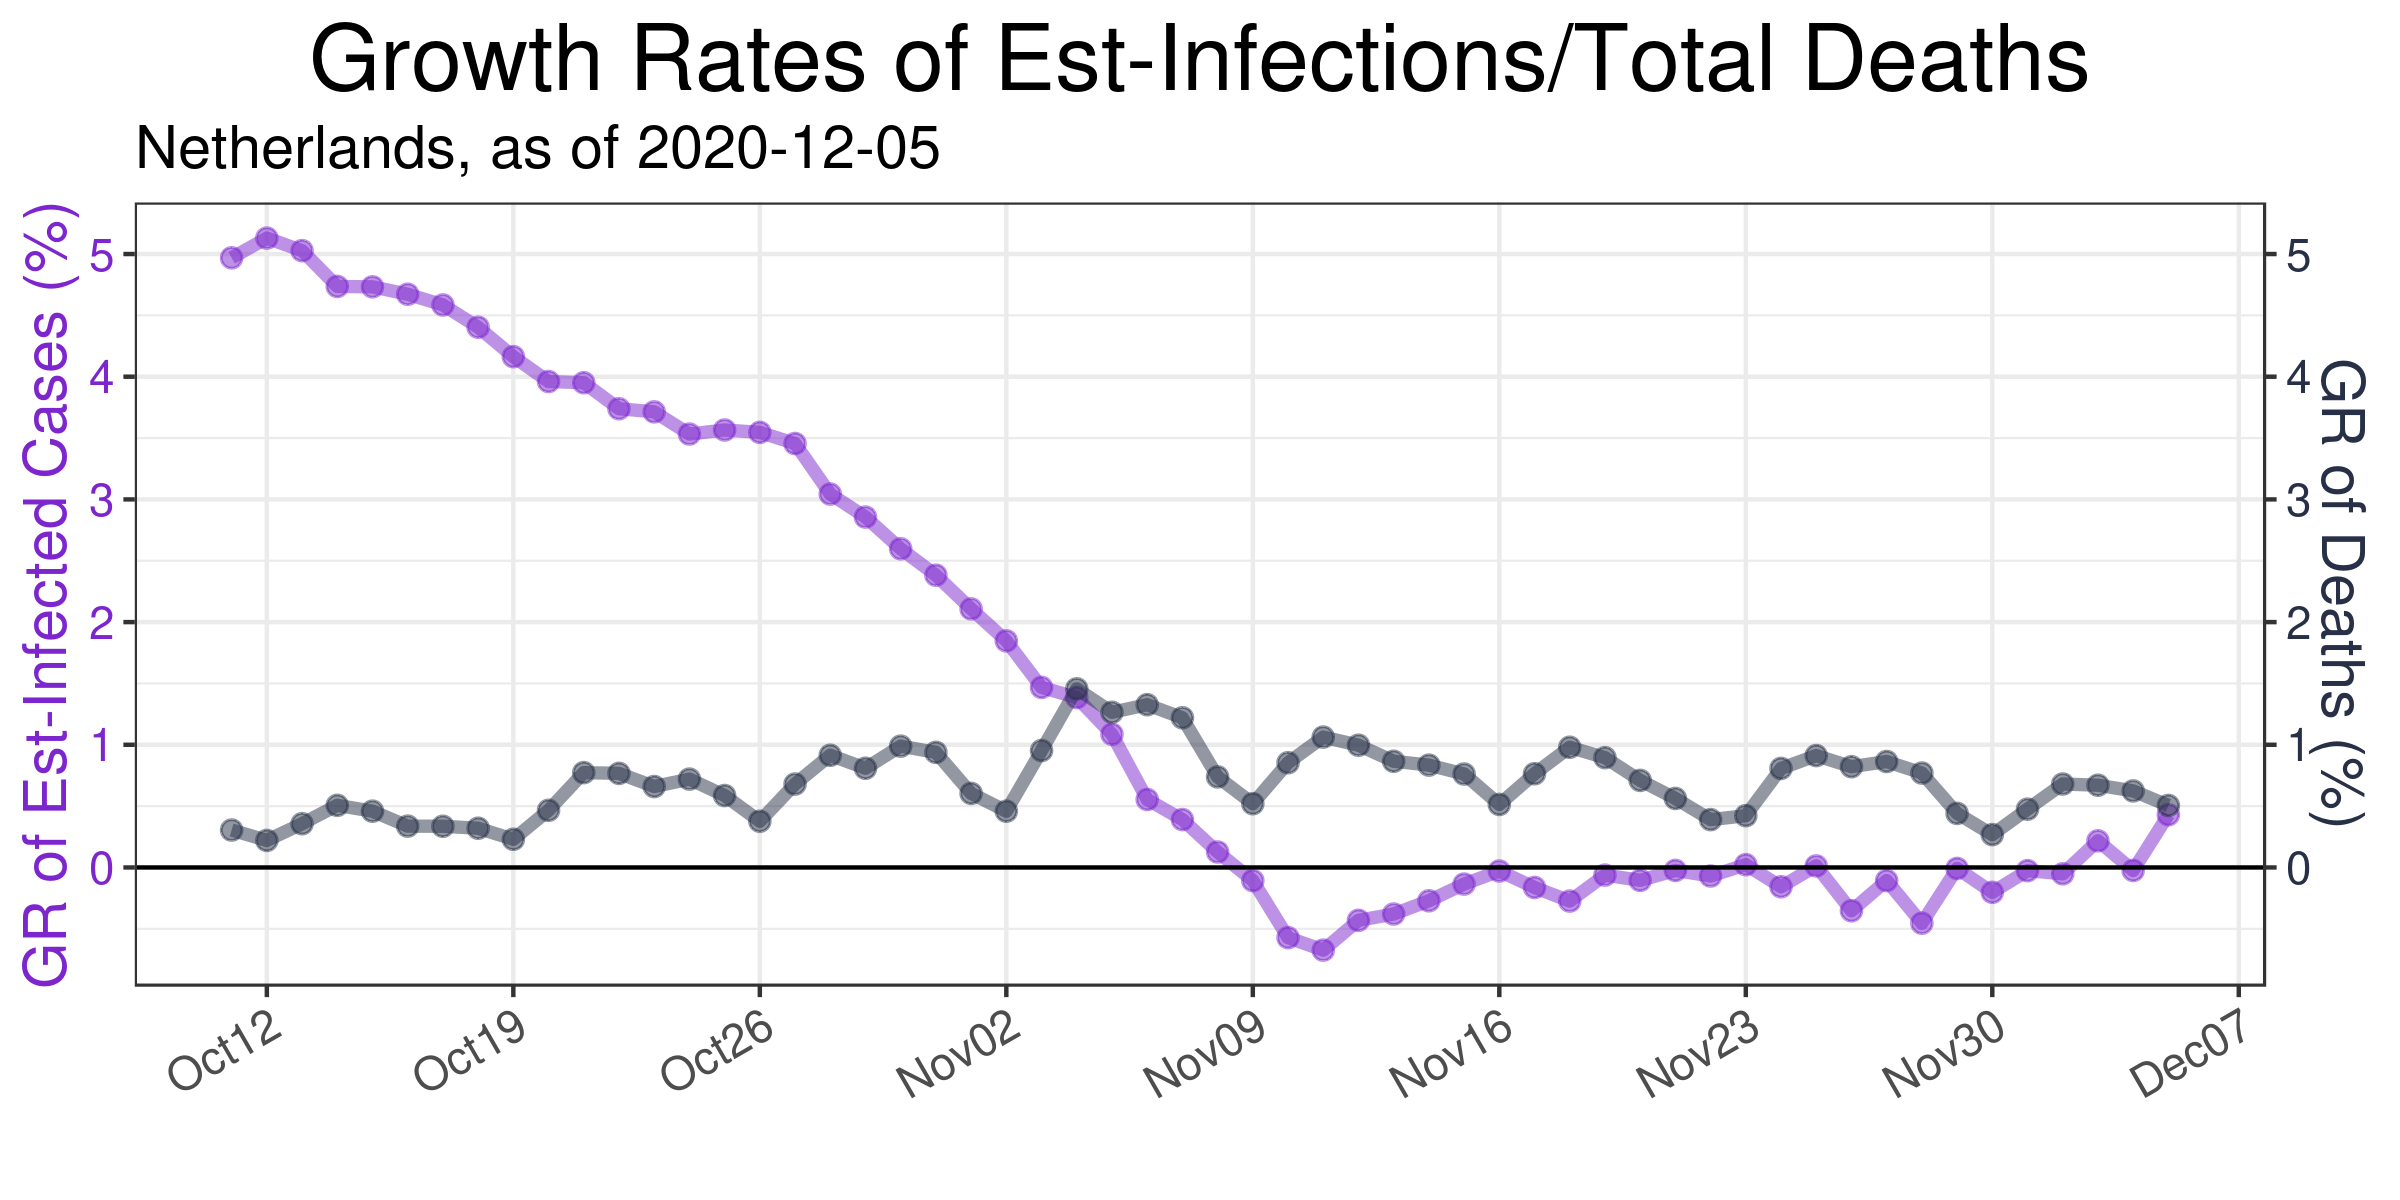 Growth Rates of Est-Infections/Total Deaths
Netherlands, as of 2020-12-05
GR of Est-Infected Cases (%)
5
4
3
2
1
0
5
4
3
2
1
0
GR of Deaths (%)
Oct12
Oct19
Oct26
Nov02
Nov09
Nov16
Nov23
Nov30
Dec07